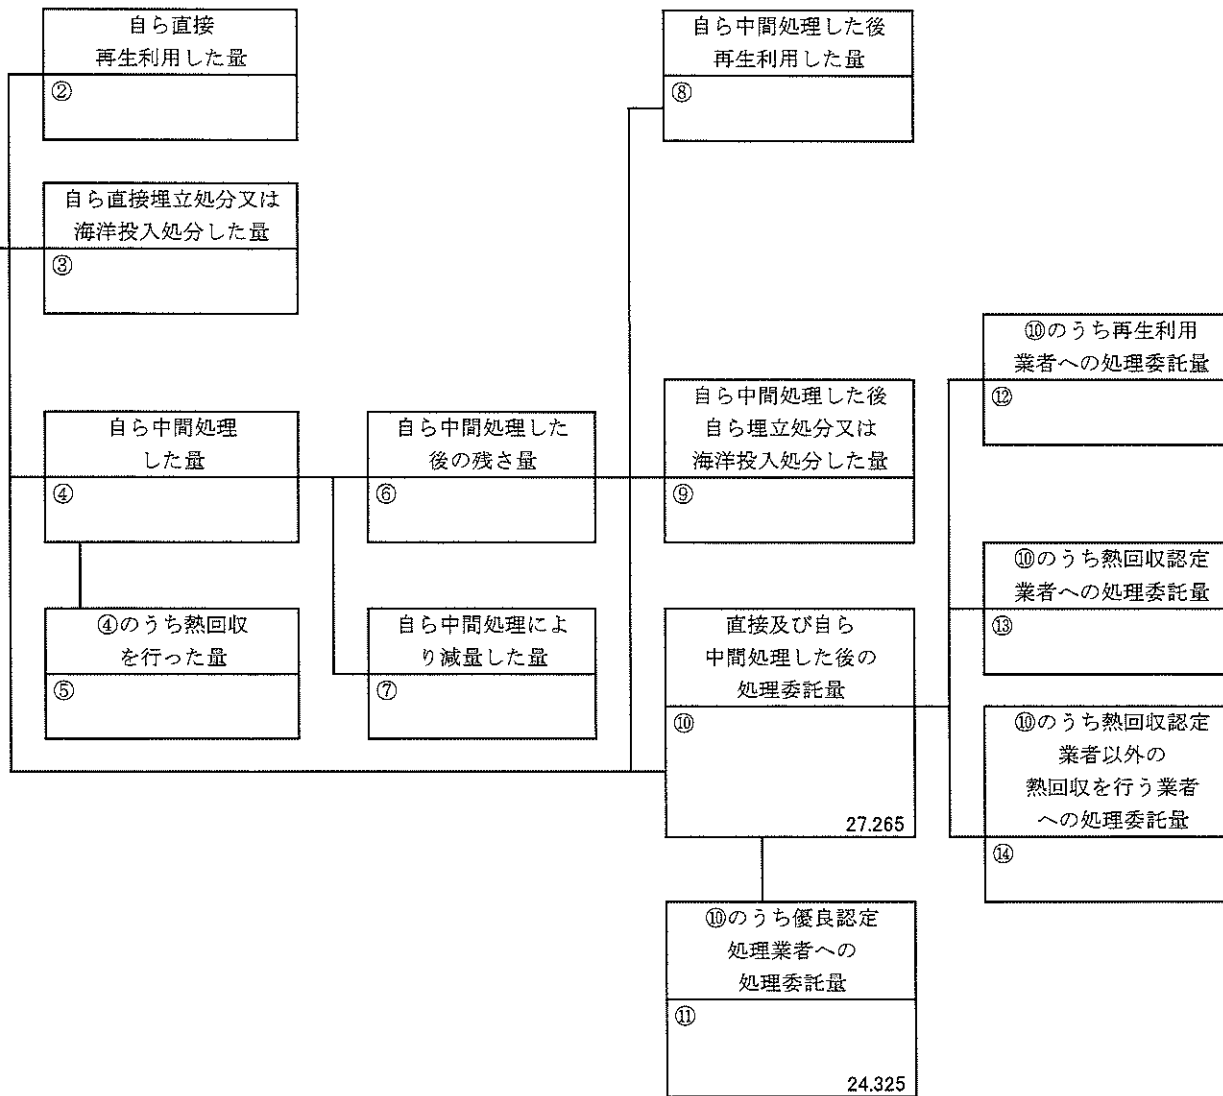 自ら直接
再生利用した量
②
自ら中間処理した後
再生利用した量
⑧
自ら直接埋立処分又は
海洋投入処分した量
③
⑩のうち再生利用
業者への処理委託量
⑫
自ら中間処理
した量
④
自ら中間処理した
後の残さ量
⑥
自ら中間処理した後
自ら埋立処分又は
海洋投入処分した量
⑨
⑩のうち熱回収認定
業者への処理委託量
⑬
④のうち熱回収
を行った量
⑤
自ら中間処理によ
り減量した量
⑦
直接及び自ら
中間処理した後の
処理委託量
⑩
27.265
⑩のうち熱回収認定
業者以外の
熱回収を行う業者
への処理委託量
⑭
⑩のうち優良認定
処理業者への
処理委託量
⑪
24.325